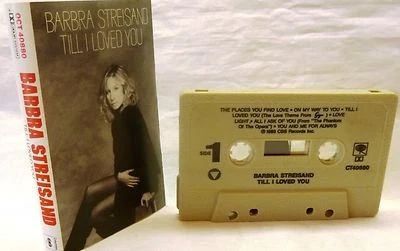 OCT 40880
BARBRA STREISAND
BARBRA STREISAND
TILL I LOVED YOU
THE PLACES YOU FIND LOVE • ON MY WAY TO YOU • TILL I
LOVED YOU (The Love Theme From Goya) • LOVE
LIGHT • ALL I ASK OF YOU (From "The Phantom
Of The Opera") • YOU AND ME FOR ALWAYS
© 1988 CBS Records Inc.
SIDE 1
CT40880
BARBRA STREISAND
TILL I LOVED YOU